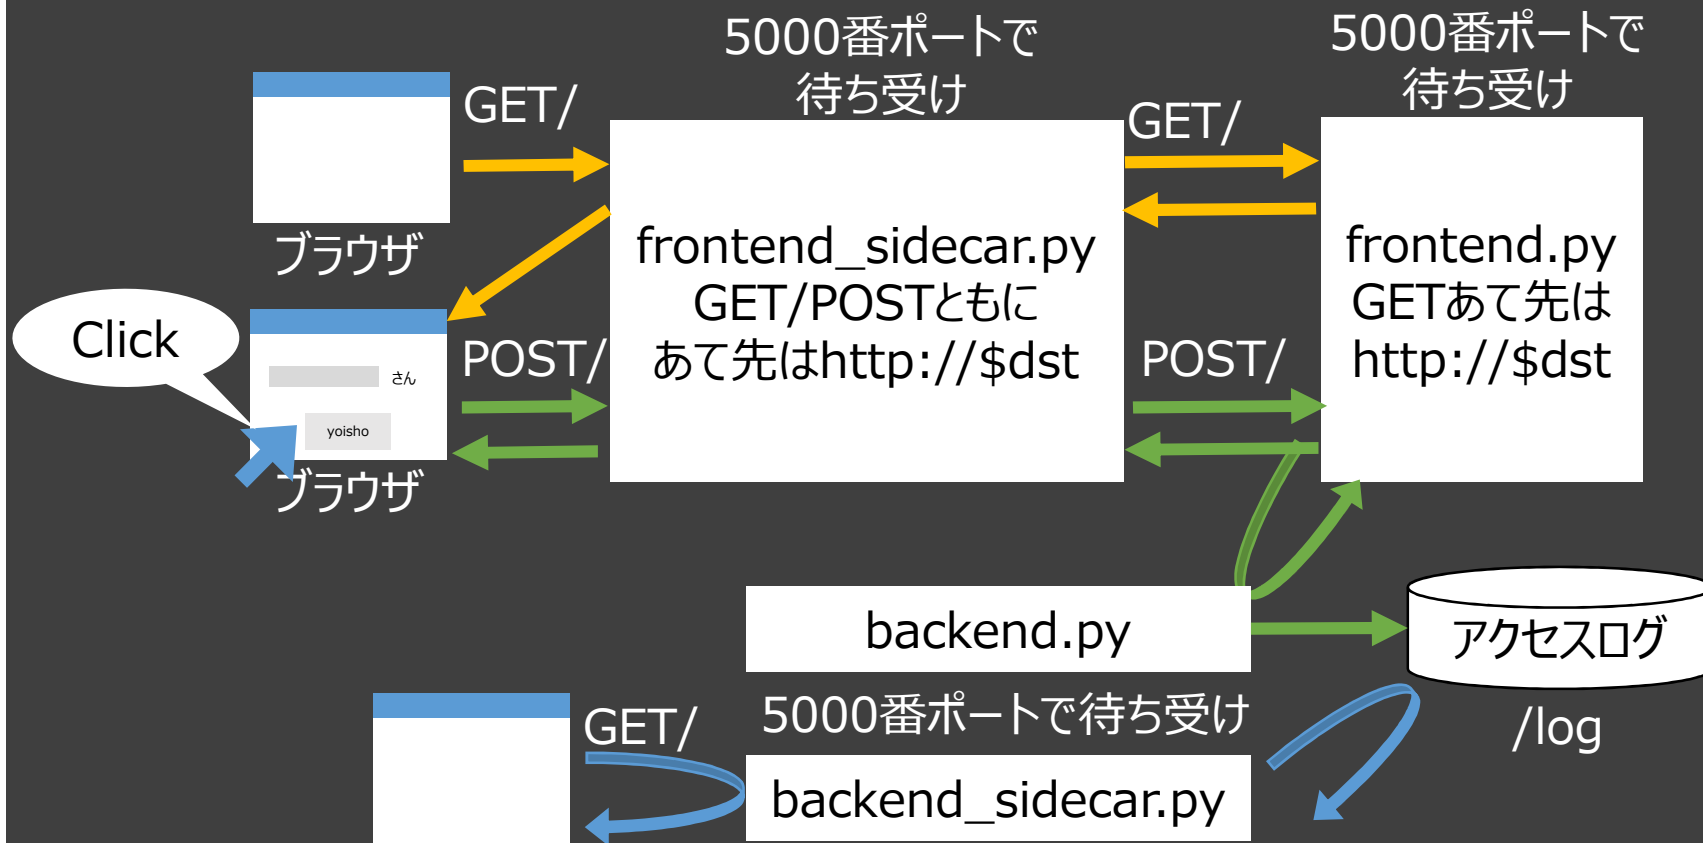 5000番ポートで
待ち受け
5000番ポートで
待ち受け
GET/
GET/
ブラウザ
frontend_sidecar.py
GET/POSTともに
あて先はhttp://$dst
frontend.py
GETあて先は
http://$dst
Click
POST/
POST/
さん
yoisho
ブラウザ
backend.py
アクセスログ
/log
5000番ポートで待ち受け
GET/
backend_sidecar.py